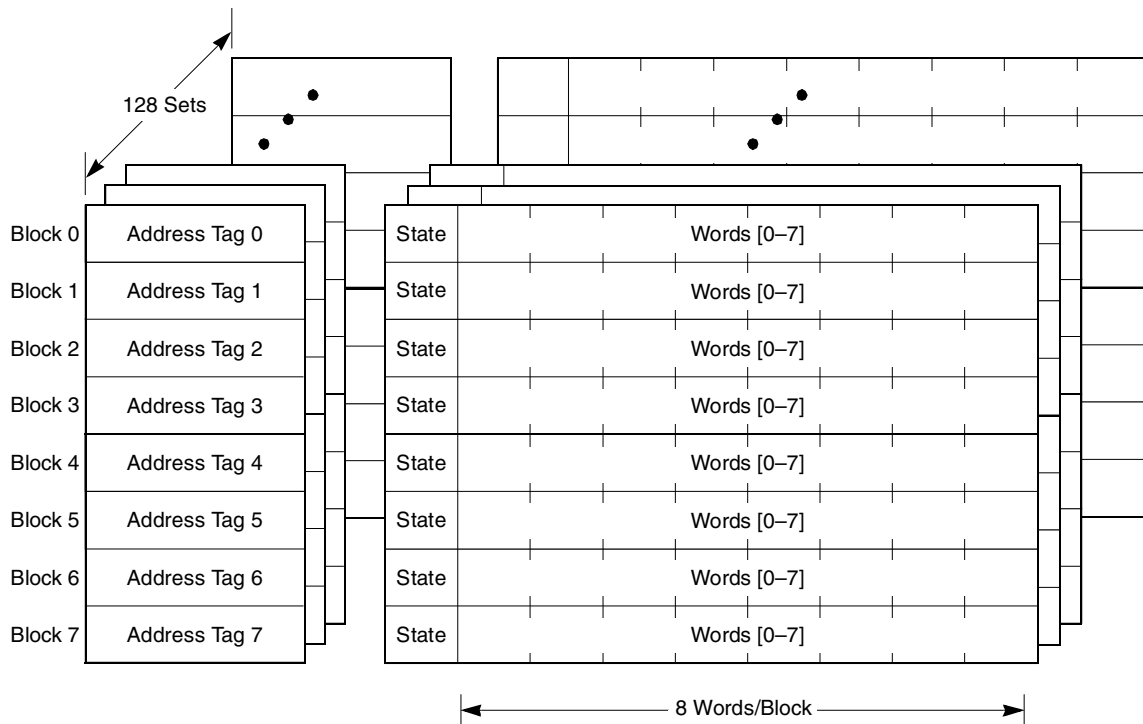 128 Sets
Block 0 Address Tag 0 State Words [0–7]
Block 1 Address Tag 1 State Words [0–7]
Block 2 Address Tag 2 State Words [0–7]
Block 3 Address Tag 3 State Words [0–7]
Block 4 Address Tag 4 State Words [0–7]
Block 5 Address Tag 5 State Words [0–7]
Block 6 Address Tag 6 State Words [0–7]
Block 7 Address Tag 7 State Words [0–7]
8 Words/Block